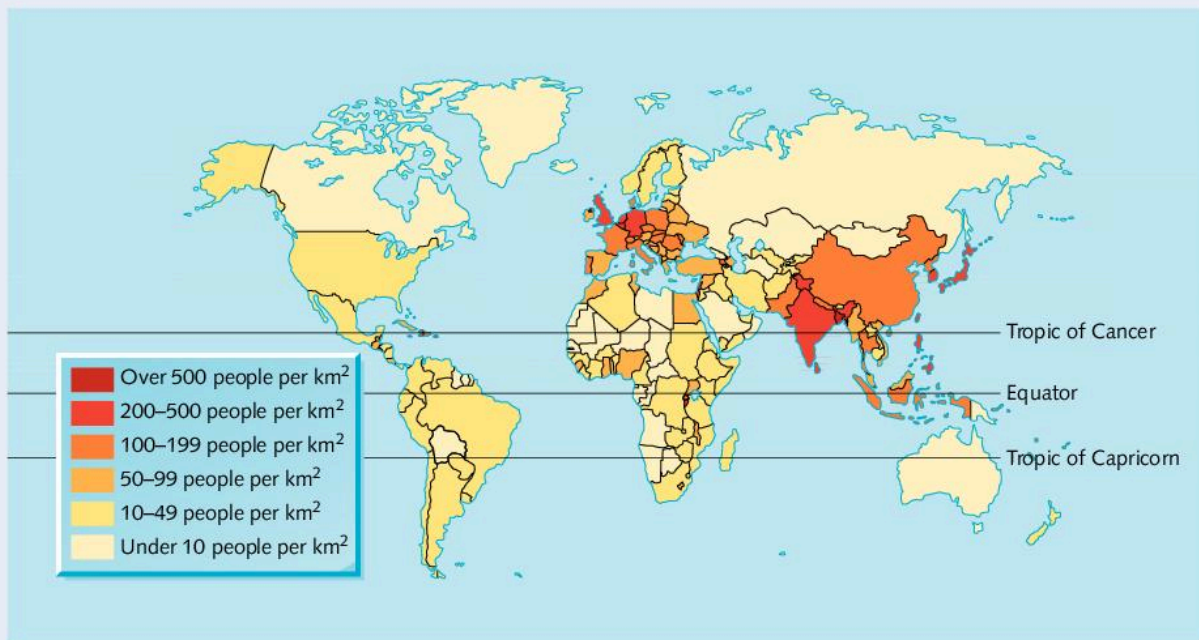 Tropic of Cancer
Equator
Tropic of Capricorn
Over 500 people per km²
200–500 people per km²
100–199 people per km²
50–99 people per km²
10–49 people per km²
Under 10 people per km²